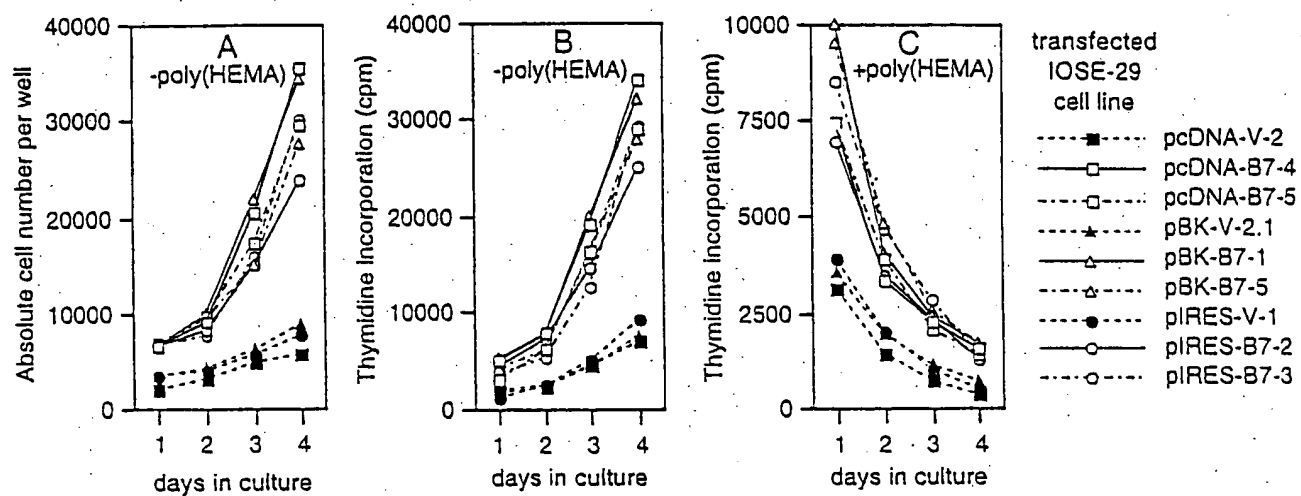 A
-poly(HEMA)
Absolute cell number per well
40000
30000
20000
10000
0
1 2 3 4
days in culture
B
-poly(HEMA)
Thymidine incorporation (cpm)
40000
30000
20000
10000
0
1 2 3 4
days in culture
C
+poly(HEMA)
Thymidine incorporation (cpm)
10000
7500
5000
2500
0
1 2 3 4
days in culture
transfected
IOSE-29
cell line
pcDNA-V-2
pcDNA-B7-4
pcDNA-B7-5
pBK-V-2.1
pBK-B7-1
pBK-B7-5
pIRES-V-1
pIRES-B7-2
pIRES-B7-3